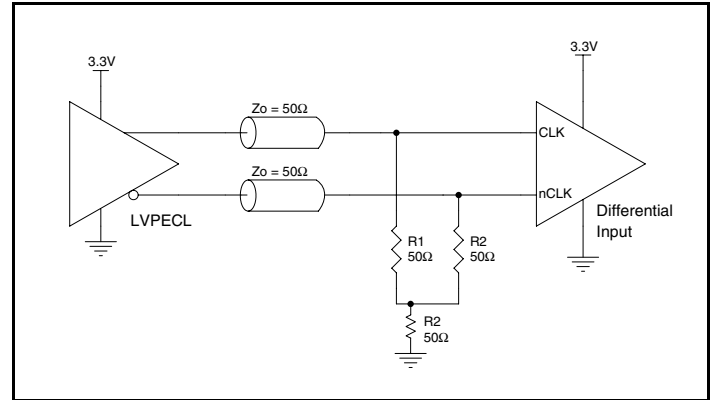 3.3V
3.3V
Zo = 50Ω
CLK
Zo = 50Ω
nCLK
LVPECL
Differential
Input
R1
50Ω
R2
50Ω
R2
50Ω